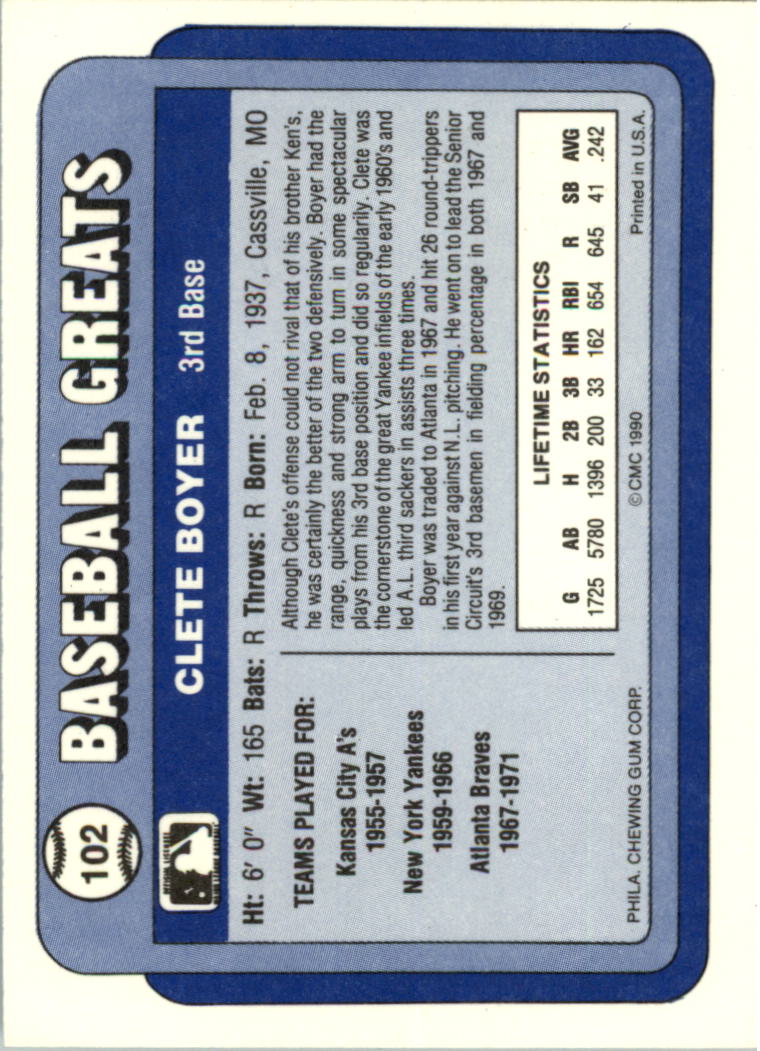 102
BASEBALL GREATS
CLETE BOYER 3rd Base
Ht: 6' 0" Wt: 165 Bats: R Throws: R Born: Feb. 8, 1937, Cassville, MO
TEAMS PLAYED FOR:
Kansas City A's
1955-1957
New York Yankees
1959-1966
Atlanta Braves
1967-1971
Although Clete's offense could not rival that of his brother Ken's,
he was certainly the better of the two defensively. Boyer had the
range, quickness and strong arm to turn in some spectacular
plays from his 3rd base position and did so regularly. Clete was
the cornerstone of the great Yankee infields of the early 1960's and
led A.L. third sackers in assists three times.
Boyer was traded to Atlanta in 1967 and hit 26 round-trippers
in his first year against N.L. pitching. He went on to lead the Senior
Circuit's 3rd basemen in fielding percentage in both 1967 and
1969.
LIFETIME STATISTICS
G AB H 2B 3B HR RBI R SB AVG
1725 5780 1396 200 33 162 654 645 41 .242
PHILA. CHEWING GUM CORP. © CMC 1990 Printed in U.S.A.